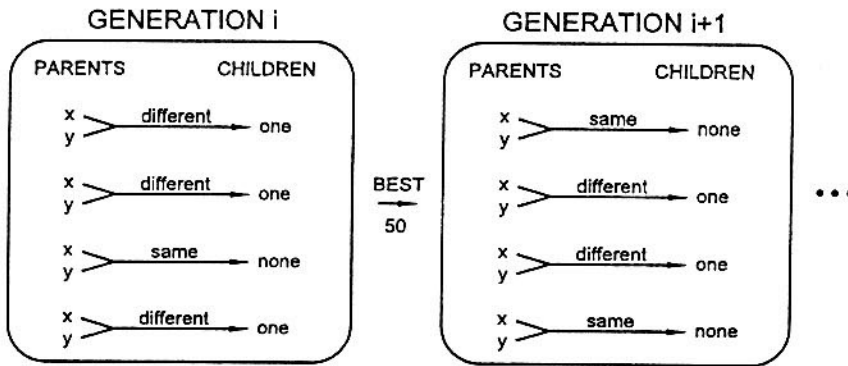 GENERATION i
PARENTS CHILDREN
x
y
different
one
x
y
different
one
x
y
same
none
x
y
different
one
BEST
50
GENERATION i+1
PARENTS CHILDREN
x
y
same
none
x
y
different
one
x
y
different
one
x
y
same
none
...